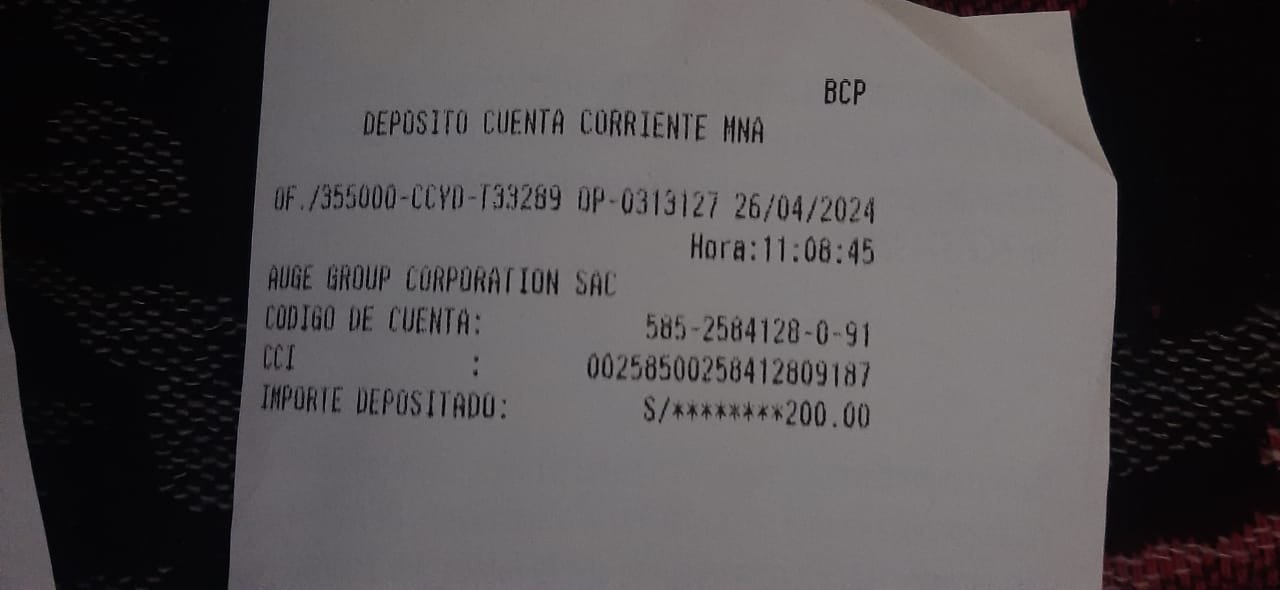 BCP
DEPOSITO CUENTA CORRIENTE MNA
OF./355000-CCYD-T33289 OP-0313127 26/04/2024
Hora:11:08:45
AUGE GROUP CORPORATION SAC
CODIGO DE CUENTA: 585-2584128-0-91
CCI : 00258500258412809187
IMPORTE DEPOSITADO: S/********200.00